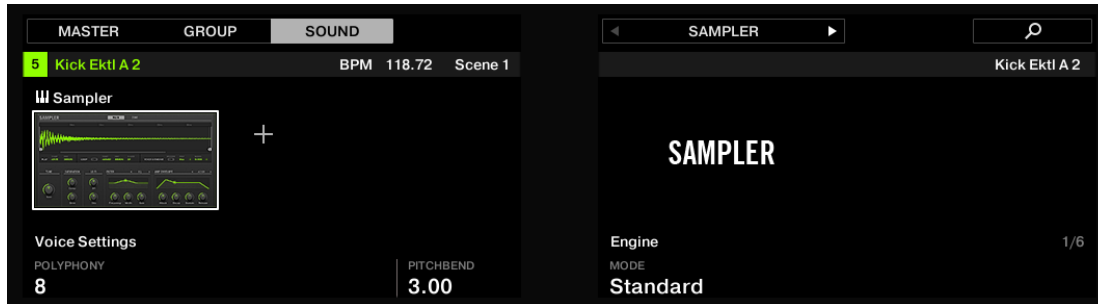 MASTER GROUP SOUND
5 Kick Ektl A 2 BPM 118.72 Scene 1
Sampler
SAMPLER
Voice Settings
POLYPHONY PITCHBEND
8 3.00
SAMPLER
Kick Ektl A 2
SAMPLER
Engine 1/6
MODE
Standard